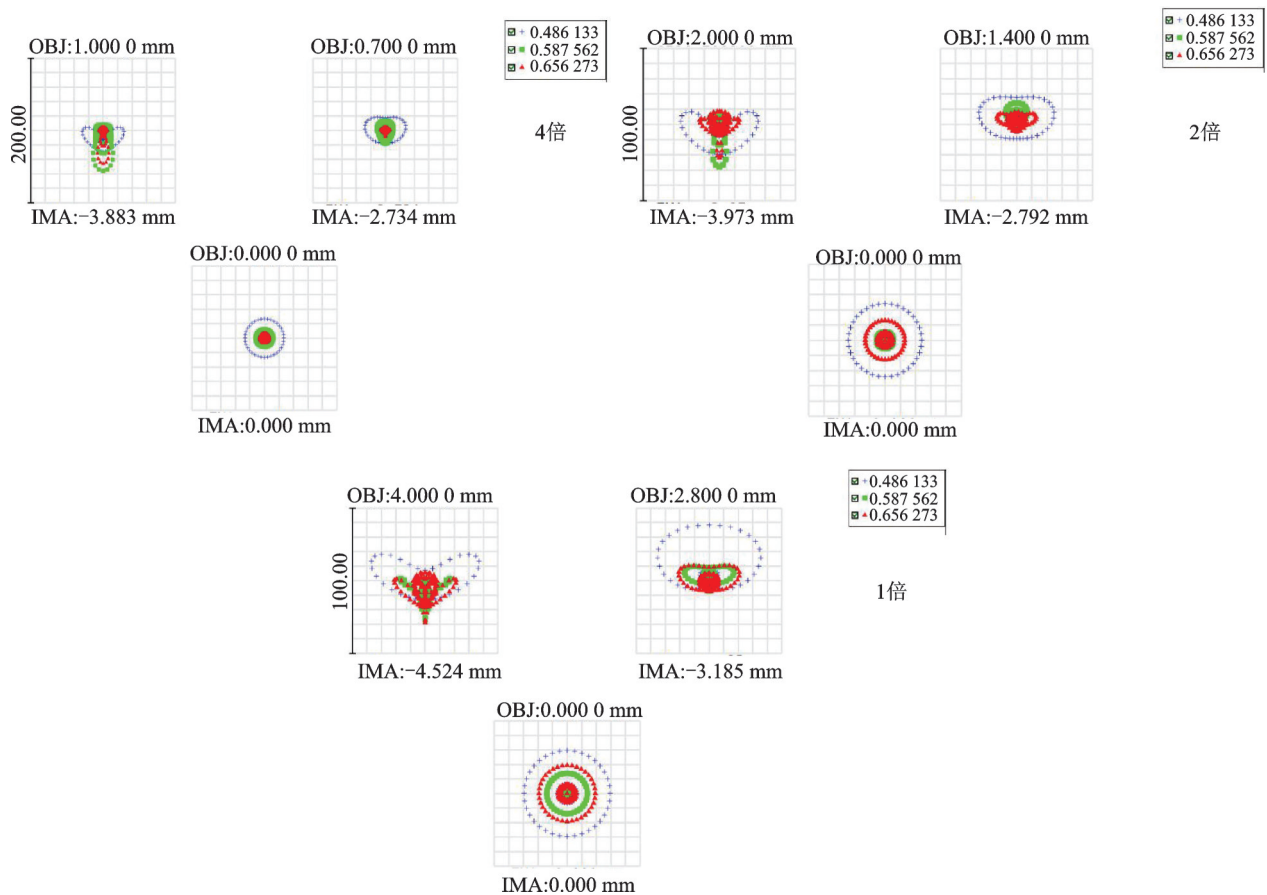 OBJ:1.000 0 mm
OBJ:0.700 0 mm
0.486 133
0.587 562
0.656 273
200.00
4倍
IMA:−3.883 mm
IMA:−2.734 mm
OBJ:0.000 0 mm
IMA:0.000 mm
OBJ:2.000 0 mm
OBJ:1.400 0 mm
0.486 133
0.587 562
0.656 273
100.00
2倍
IMA:−3.973 mm
IMA:−2.792 mm
OBJ:0.000 0 mm
IMA:0.000 mm
OBJ:4.000 0 mm
OBJ:2.800 0 mm
0.486 133
0.587 562
0.656 273
100.00
1倍
IMA:−4.524 mm
IMA:−3.185 mm
OBJ:0.000 0 mm
IMA:0.000 mm